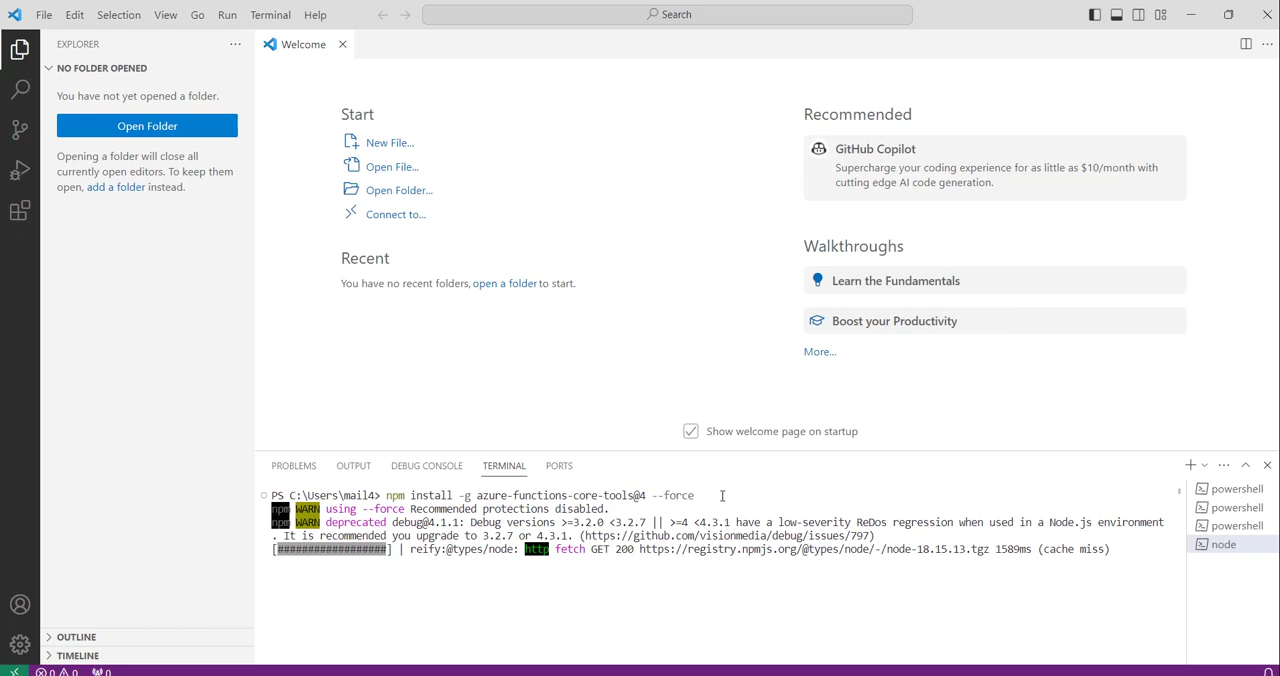 File Edit Selection View Go Run Terminal Help
Search
EXPLORER
Welcome
NO FOLDER OPENED
You have not yet opened a folder.
Open Folder
Opening a folder will close all
currently open editors. To keep them
open, add a folder instead.
Start
New File...
Open File...
Open Folder...
Connect to...
Recent
You have no recent folders, open a folder to start.
Recommended
GitHub Copilot
Supercharge your coding experience for as little as $10/month with
cutting edge AI code generation.
Walkthroughs
Learn the Fundamentals
Boost your Productivity
More...
Show welcome page on startup
PROBLEMS OUTPUT DEBUG CONSOLE TERMINAL PORTS
PS C:\Users\mail4> npm install -g azure-functions-core-tools@4 --force
npm WARN using --force Recommended protections disabled.
npm WARN deprecated debug@4.1.1: Debug versions >=3.2.0 <3.2.7 || >=4 <4.3.1 have a low-severity ReDos regression when used in a Node.js environment
. It is recommended you upgrade to 3.2.7 or 4.3.1. (https://github.com/visionmedia/debug/issues/797)
[##################] | reify:@types/node: http fetch GET 200 https://registry.npmjs.org/@types/node/-/node-18.15.13.tgz 1589ms (cache miss)
powershell
powershell
powershell
node
OUTLINE
TIMELINE
0 0 0